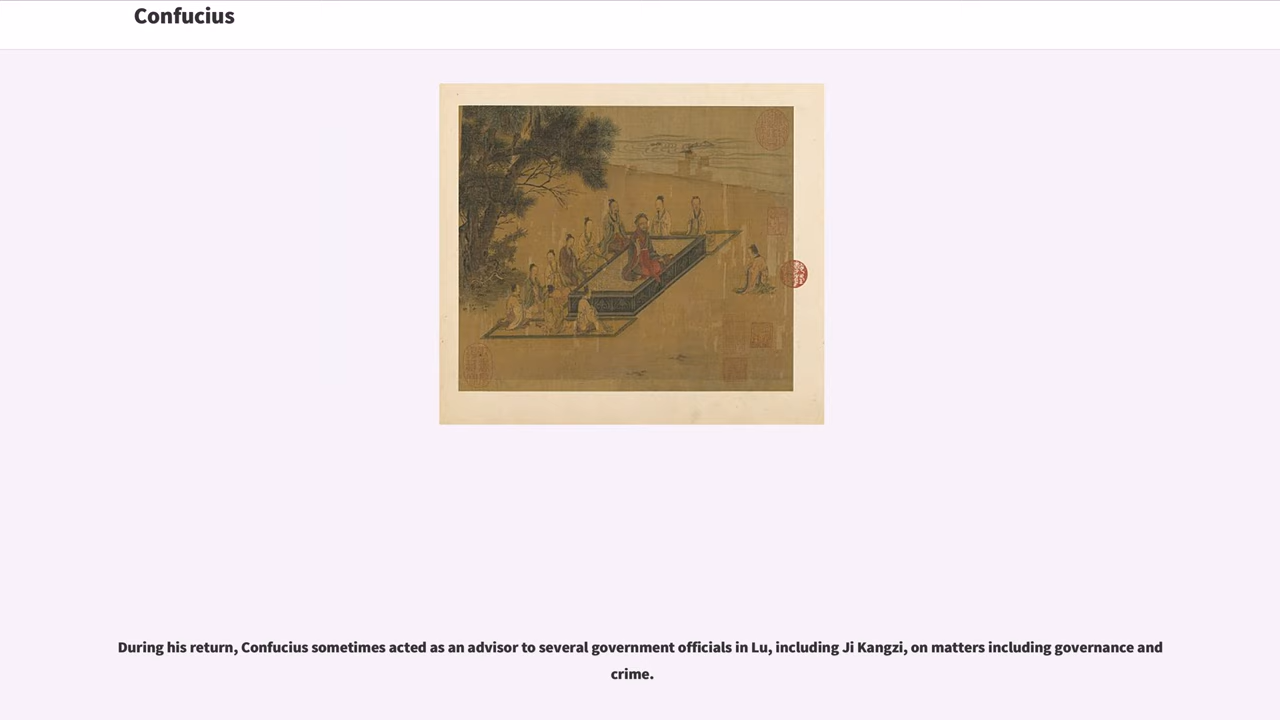 Confucius
During his return, Confucius sometimes acted as an advisor to several government officials in Lu, including Ji Kangzi, on matters including governance and
crime.